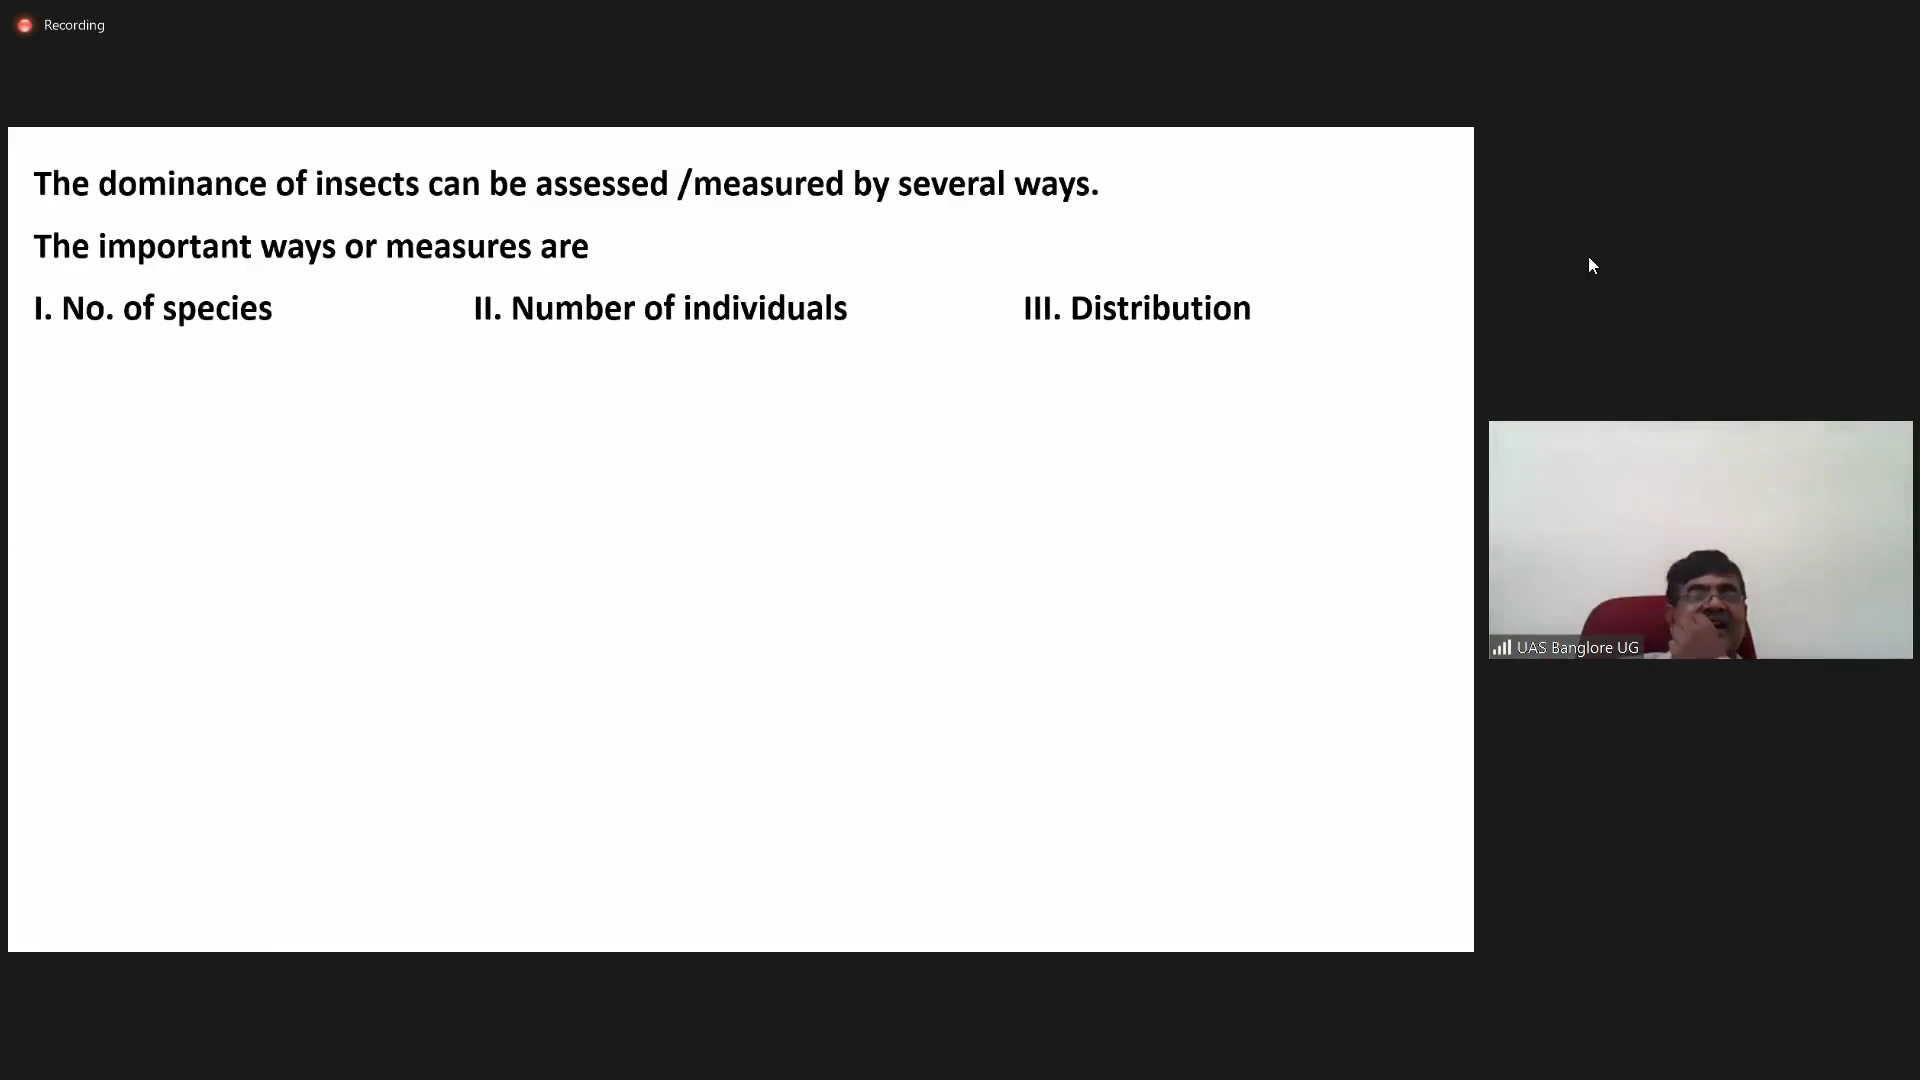 Recording
The dominance of insects can be assessed /measured by several ways.
The important ways or measures are
I. No. of species II. Number of individuals III. Distribution
UAS Banglore UG